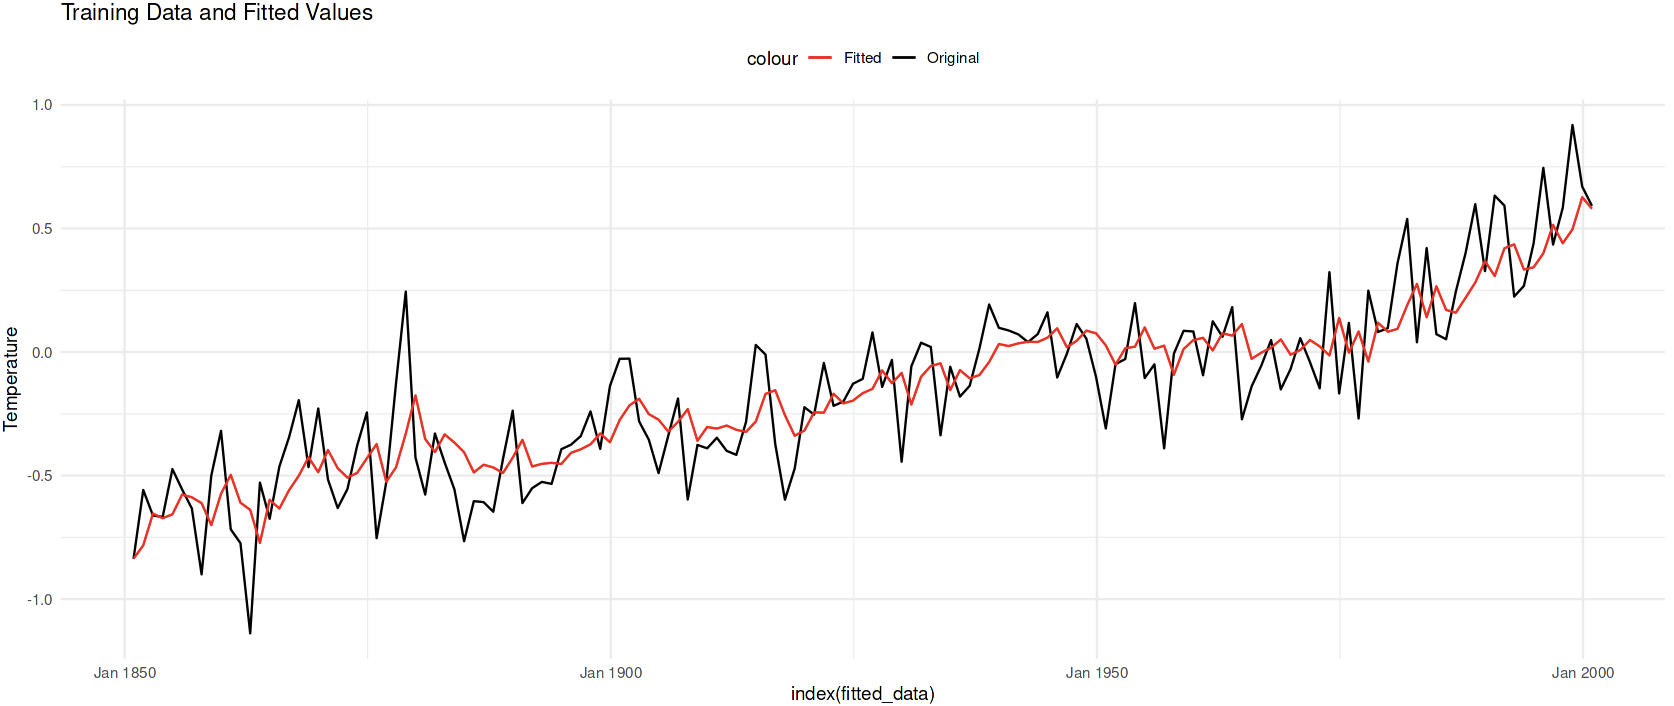 Training Data and Fitted Values
colour Fitted Original
1.0
0.5
0.0
-0.5
-1.0
Temperature
Jan 1850 Jan 1900 Jan 1950 Jan 2000
index(fitted_data)